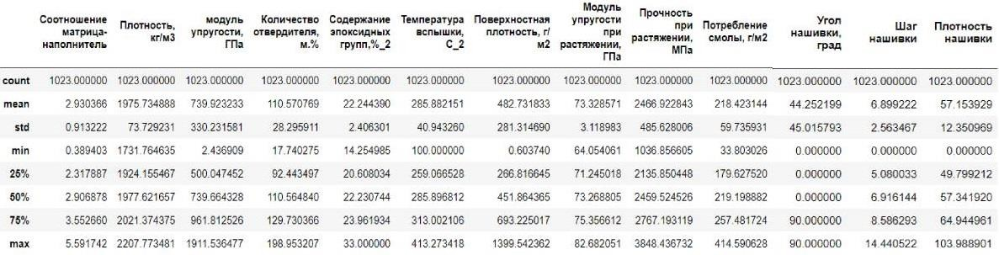 Соотношение матрица-наполнитель Плотность, кг/м3 модуль упругости, ГПа Количество отвердителя, м.% Содержание эпоксидных групп,%_2 Температура вспышки, С_2 Поверхностная плотность, г/м2 Модуль упругости при растяжении, ГПа Прочность при растяжении, МПа Потребление смолы, г/м2 Угол нашивки, град Шаг нашивки Плотность нашивки
count 1023.000000 1023.000000 1023.000000 1023.000000 1023.000000 1023.000000 1023.000000 1023.000000 1023.000000 1023.000000 1023.000000 1023.000000 1023.000000
mean 2.930366 1975.734888 739.923233 110.570769 22.244390 285.882151 482.731833 73.328571 2466.922843 218.423144 44.252199 6.899222 57.153929
std 0.913222 73.729231 330.231581 28.295911 2.406301 40.943260 281.314690 3.118983 485.628006 59.735931 45.015793 2.563467 12.350969
min 0.389403 1731.764635 2.436909 17.740275 14.254985 100.000000 0.603740 64.054061 1036.856605 33.803026 0.000000 0.000000 0.000000
25% 2.317887 1924.155467 500.047452 92.443497 20.608034 259.066528 266.816645 71.245018 2135.850448 179.627520 0.000000 5.080033 49.799212
50% 2.906878 1977.621657 739.664328 110.564840 22.230744 285.896812 451.864365 73.268805 2459.524526 219.198882 0.000000 6.916144 57.341920
75% 3.552660 2021.374375 961.812526 129.730366 23.961934 313.002106 693.225017 75.356612 2767.193119 257.481724 90.000000 8.586293 64.944961
max 5.591742 2207.773481 1911.536477 198.953207 33.000000 413.273418 1399.542362 82.682051 3848.436732 414.590628 90.000000 14.440522 103.988901